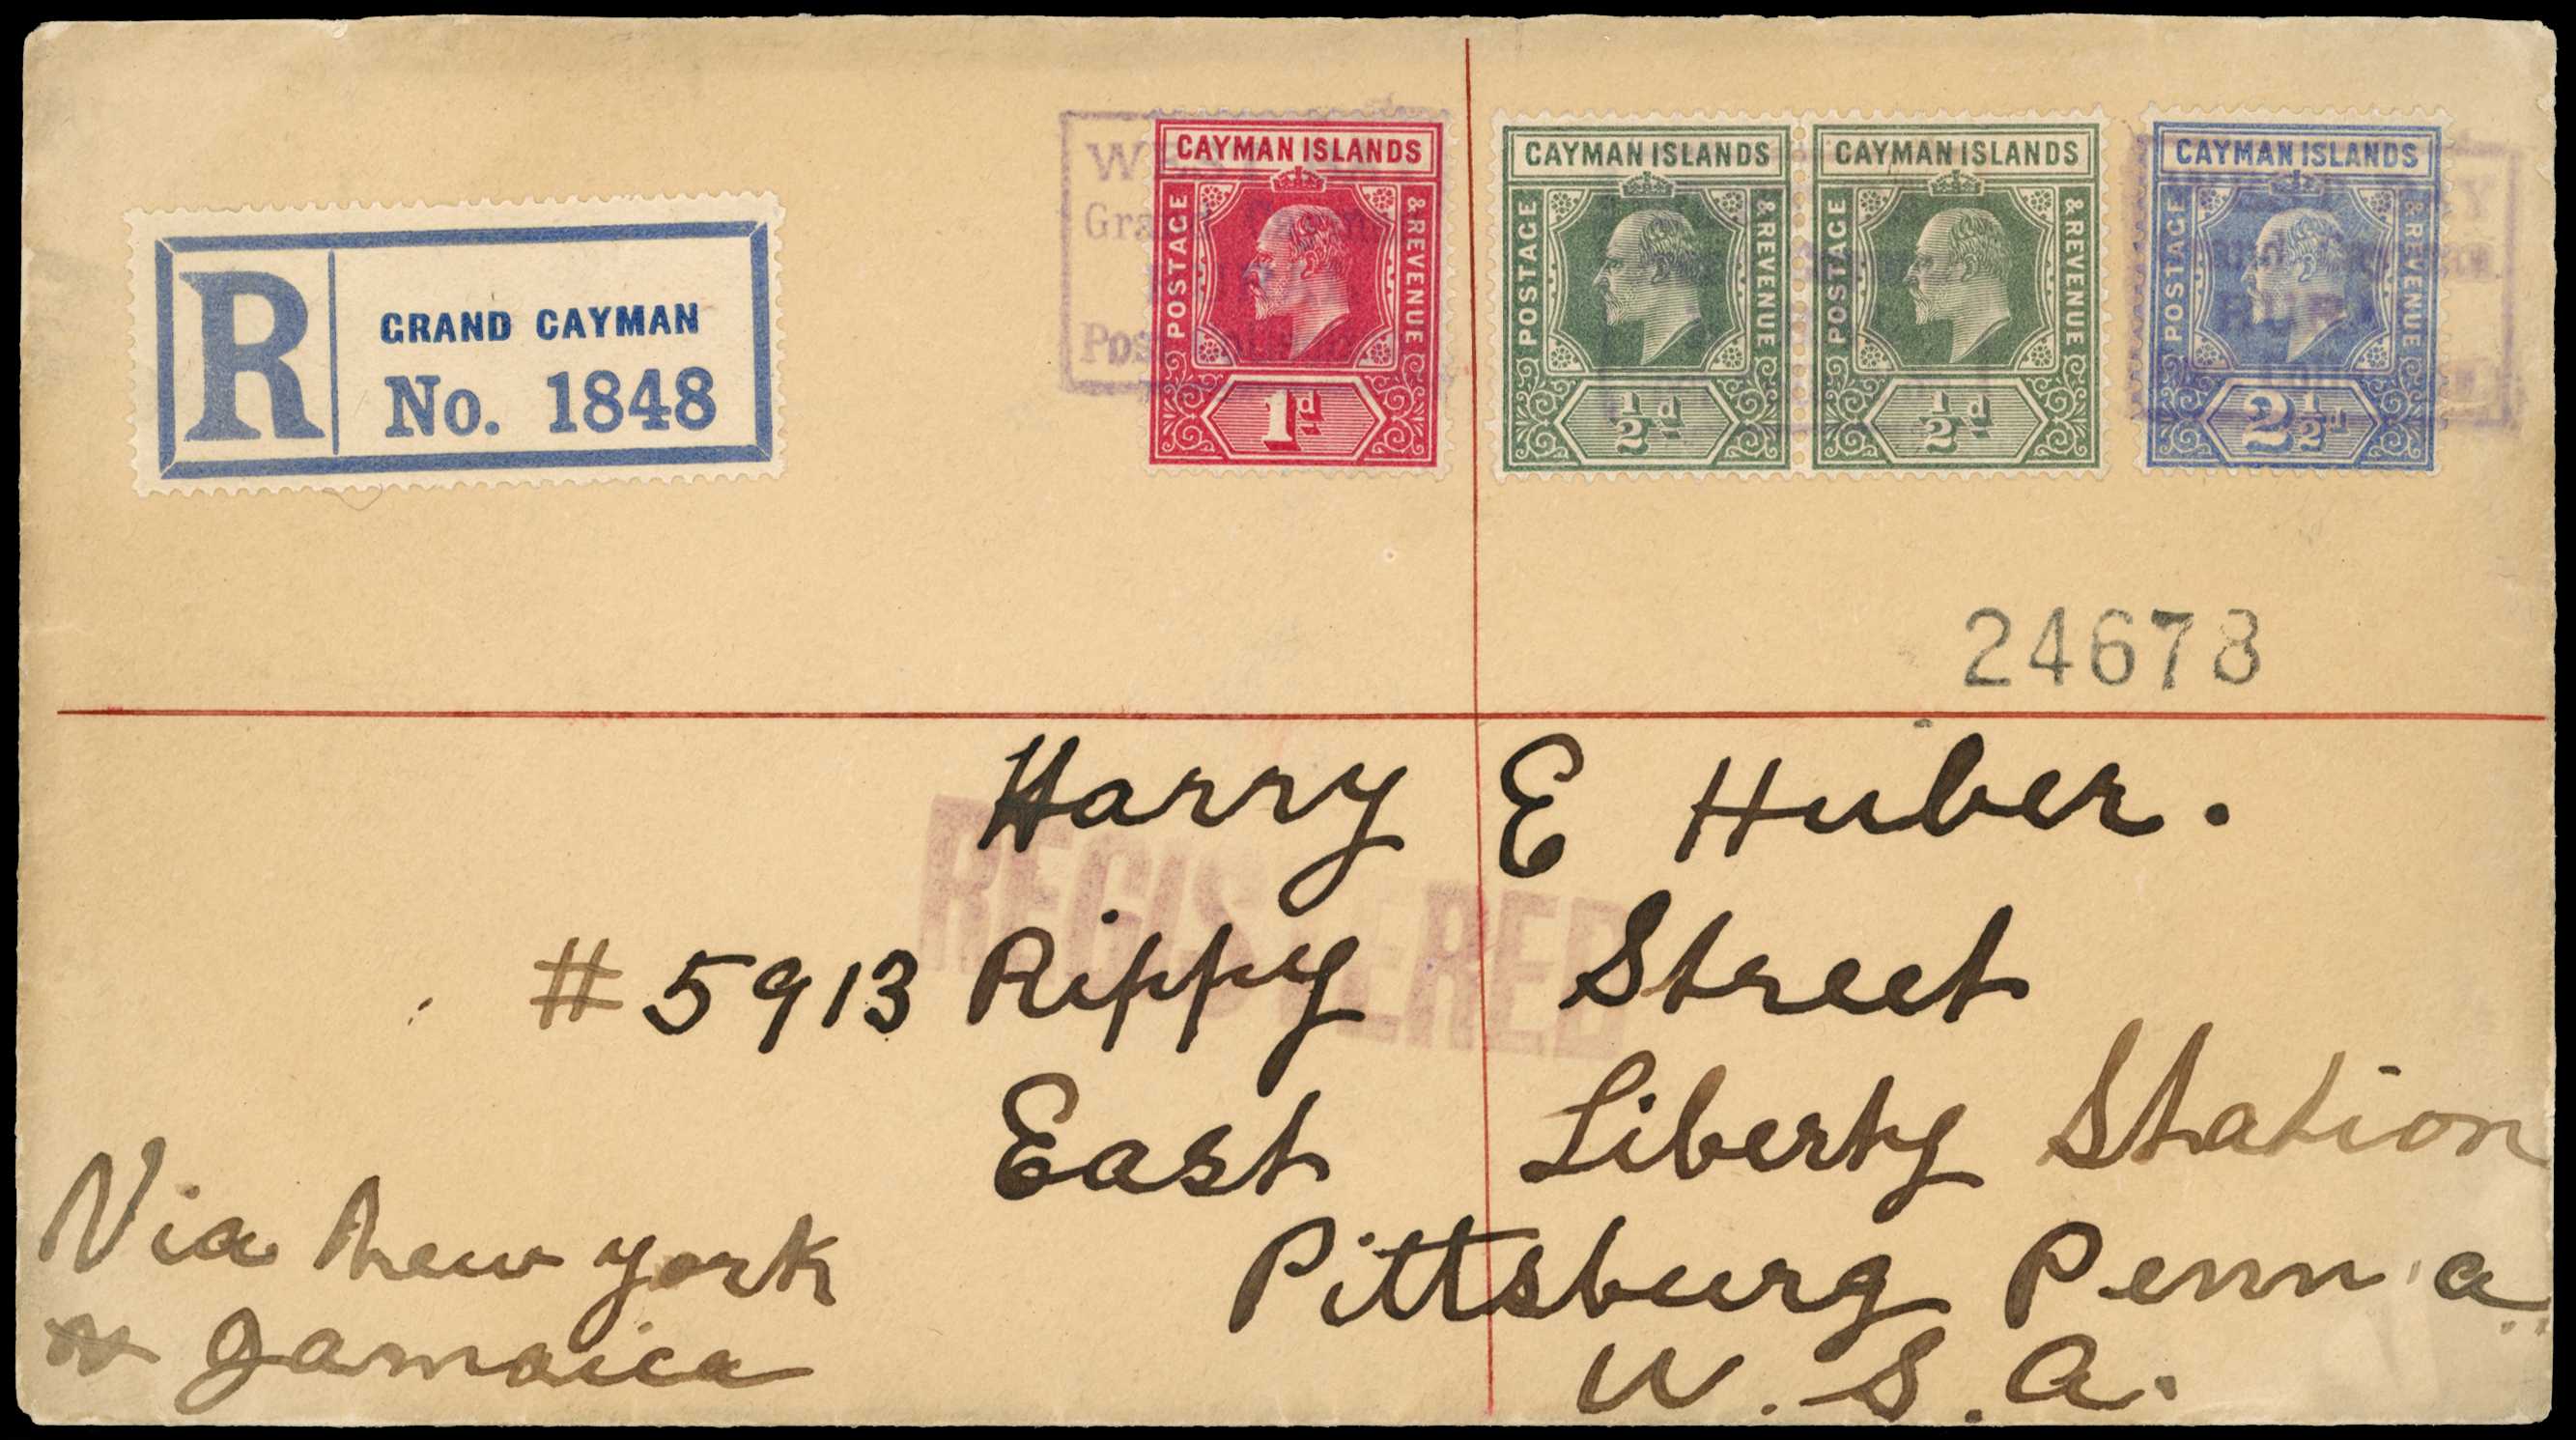 CAYMAN ISLANDS
POSTAGE & REVENUE
1d
CAYMAN ISLANDS
POSTAGE & REVENUE
½d
CAYMAN ISLANDS
POSTAGE & REVENUE
½d
CAYMAN ISLANDS
POSTAGE & REVENUE
2½d
Grand
Post
R
GRAND CAYMAN
No. 1848
24678
REGISTERED
Harry E Huber.
#5913 Rippy Street
East Liberty Station
Pittsburg Penn a
U.S.A.
Via New york
& Jamaica